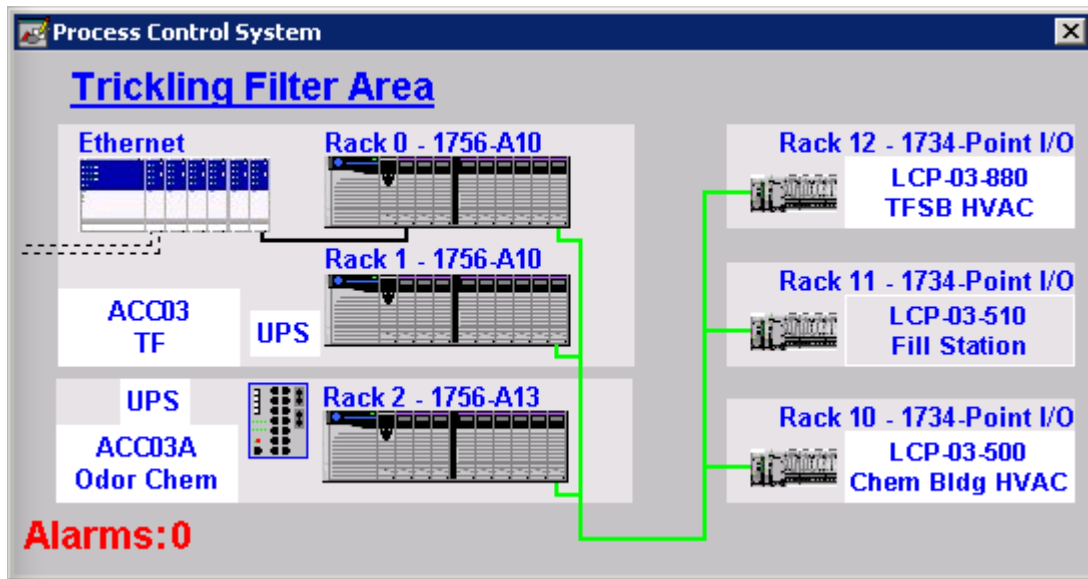 Process Control System
Trickling Filter Area
Ethernet
Rack 0 - 1756-A10
Rack 1 - 1756-A10
ACC03
TF
UPS
UPS
ACC03A
Odor Chem
Rack 2 - 1756-A13
Rack 12 - 1734-Point I/O
LCP-03-880
TFSB HVAC
Rack 11 - 1734-Point I/O
LCP-03-510
Fill Station
Rack 10 - 1734-Point I/O
LCP-03-500
Chem Bldg HVAC
Alarms:0